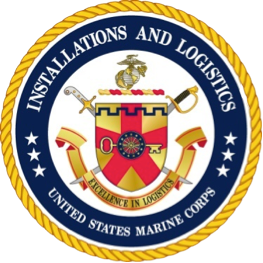 INSTALLATIONS AND LOGISTICS
EXCELLENCE IN LOGISTICS
UNITED STATES MARINE CORPS